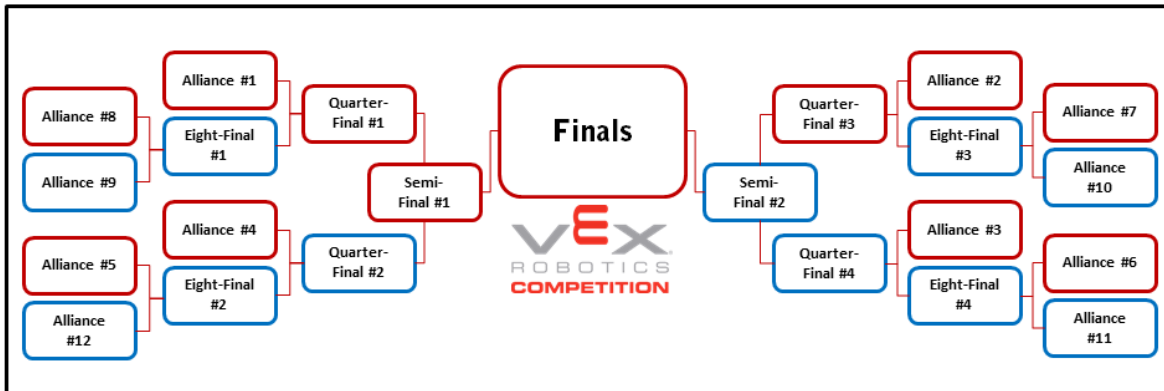 Alliance #8
Alliance #9
Alliance #5
Alliance
#12
Alliance #1
Eight-Final
#1
Alliance #4
Eight-Final
#2
Quarter-
Final #1
Quarter-
Final #2
Semi-
Final #1
Finals
VEX
ROBOTICS
COMPETITION
Semi-
Final #2
Quarter-
Final #3
Quarter-
Final #4
Alliance #2
Eight-Final
#3
Alliance #3
Eight-Final
#4
Alliance #7
Alliance
#10
Alliance #6
Alliance
#11